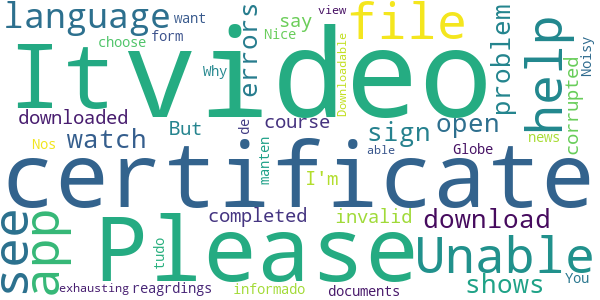 language
want
form
choose
Why
It
video
errors
say
Nice
view
Downloadable
file
problem
help
Noisy
downloaded
But
de
course
sign
open
corrupted
watch
Nos
manten
able
Globe
news
certificate
I'm
see
app
Please
completed
invalid
download
Unable
tudo
shows
You
exhausting
reagrdings
informado
documents